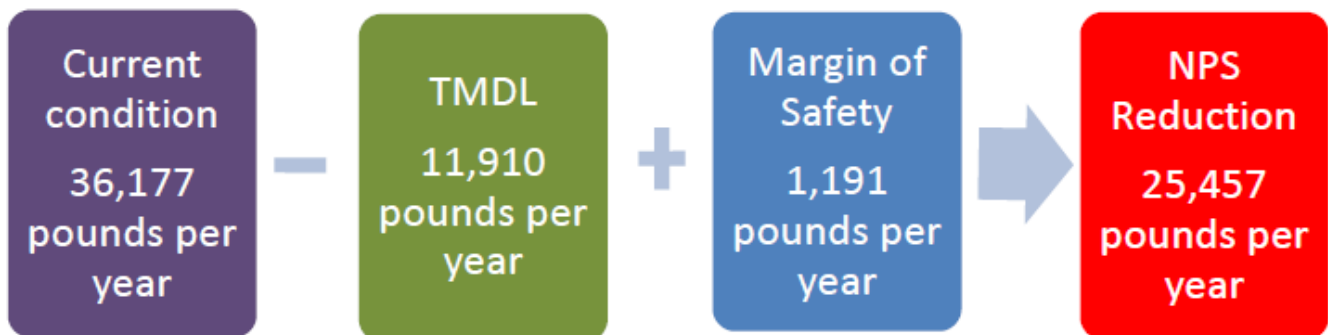 Current
condition
36,177
pounds per
year
−
TMDL
11,910
pounds per
year
+
Margin of
Safety
1,191
pounds per
year
NPS
Reduction
25,457
pounds per
year